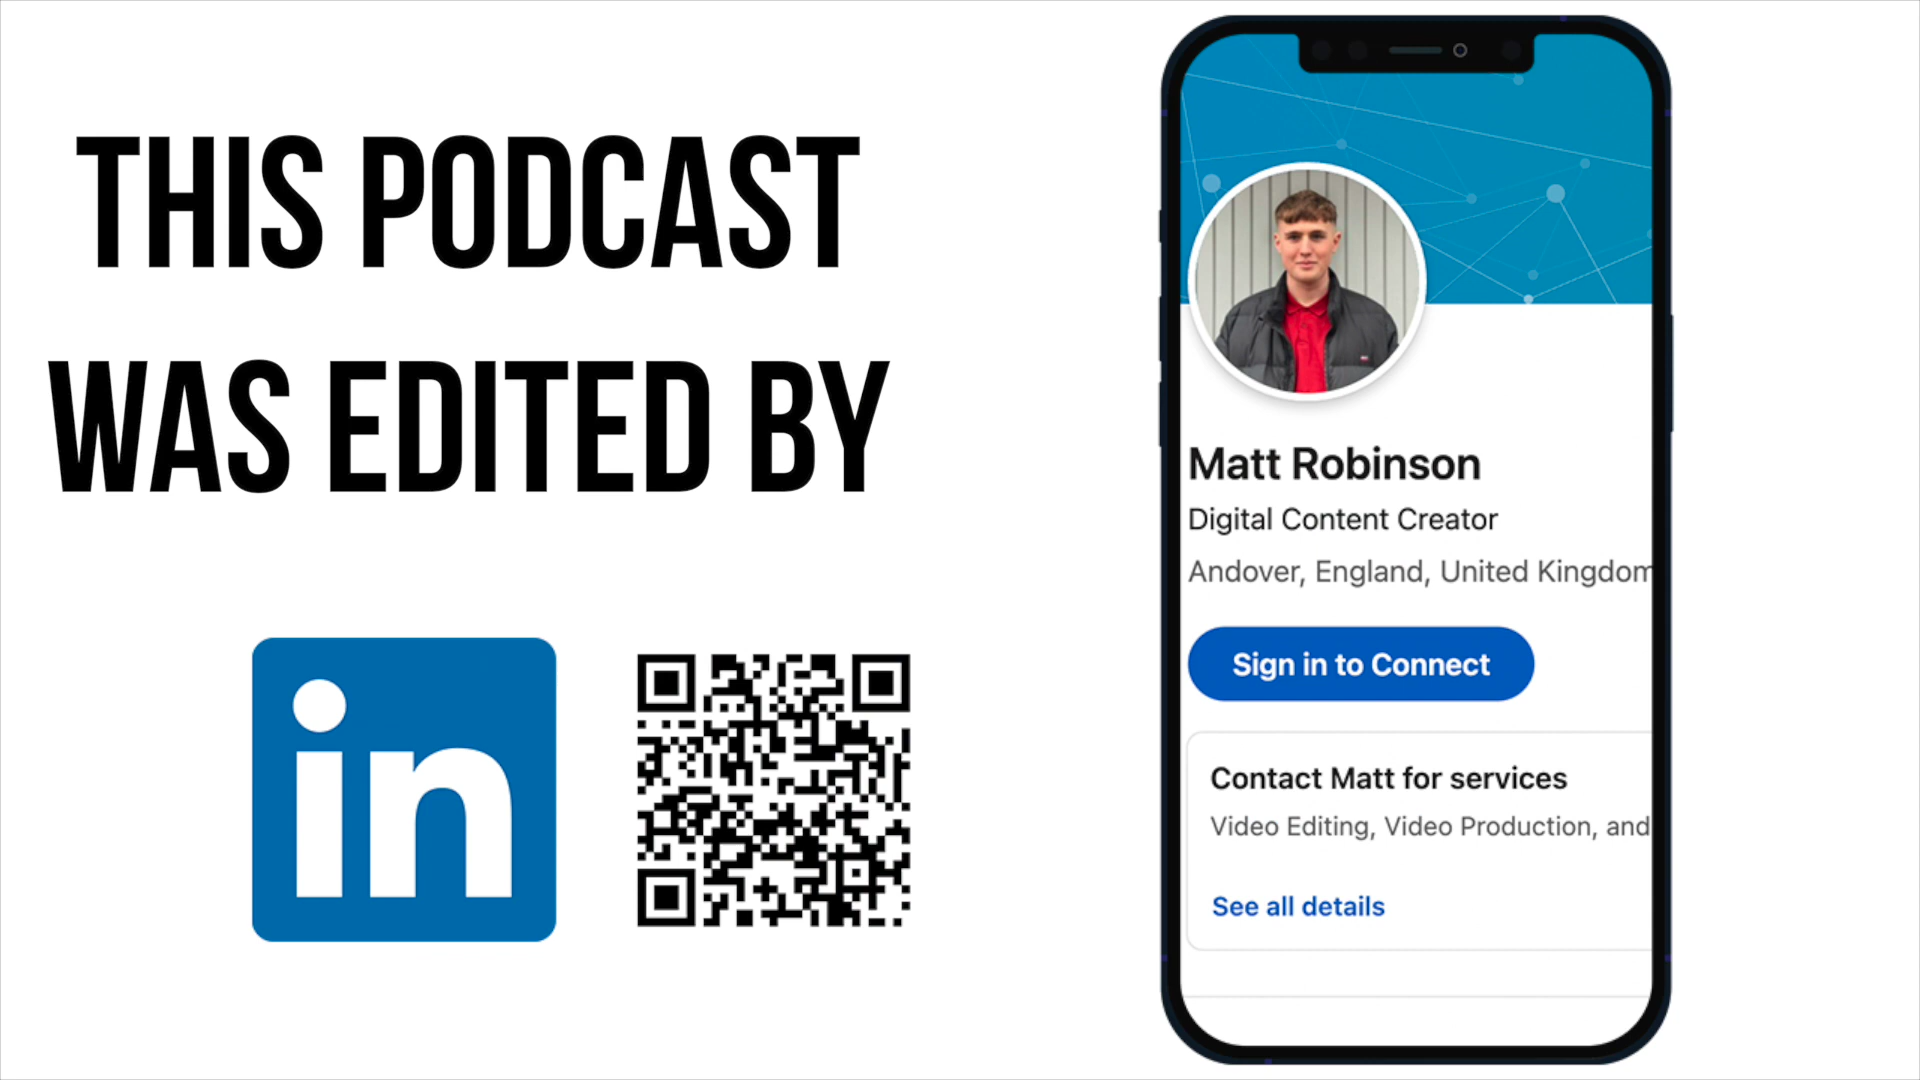 THIS PODCAST
WAS EDITED BY
in
Matt Robinson
Digital Content Creator
Andover, England, United Kingdom
Sign in to Connect
Contact Matt for services
Video Editing, Video Production, and
See all details